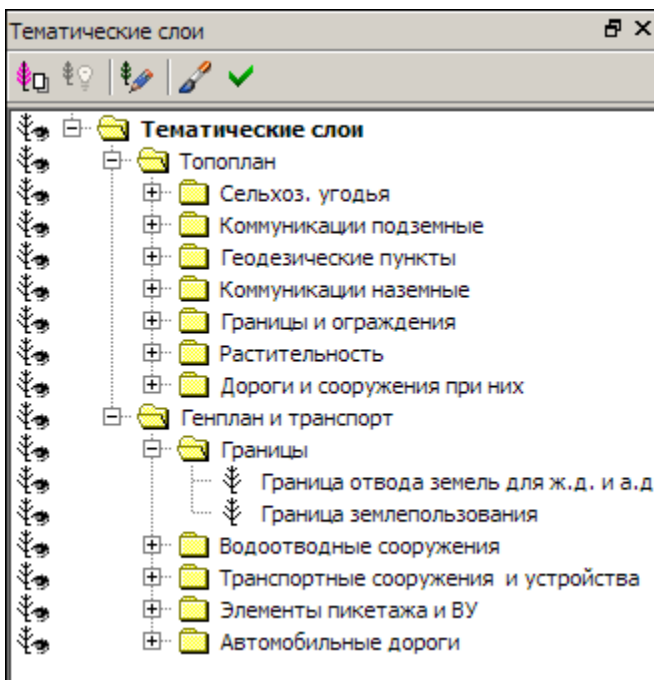 Тематические слои
Тематические слои
Топоплан
Сельхоз. угодья
Коммуникации подземные
Геодезические пункты
Коммуникации наземные
Границы и ограждения
Растительность
Дороги и сооружения при них
Генплан и транспорт
Границы
Граница отвода земель для ж.д. и а.д
Граница землепользования
Водоотводные сооружения
Транспортные сооружения и устройства
Элементы пикетажа и ВУ
Автомобильные дороги